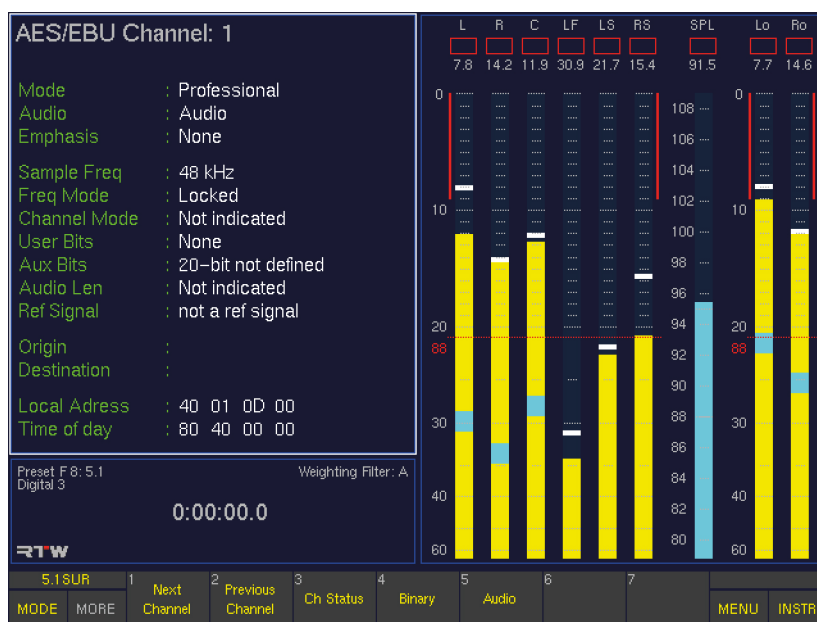 AES/EBU Channel: 1
Mode : Professional
Audio : Audio
Emphasis : None
Sample Freq : 48 kHz
Freq Mode : Locked
Channel Mode : Not indicated
User Bits : None
Aux Bits : 20-bit not defined
Audio Len : Not indicated
Ref Signal : not a ref signal
Origin :
Destination :
Local Adress : 40 01 0D 00
Time of day : 80 40 00 00
Preset F 8: 5.1 Weighting Filter: A
Digital 3
0:00:00.0
RTW
L R C LF LS RS SPL Lo Ro
7.8 14.2 11.9 30.9 21.7 15.4 91.5 7.7 14.6
0
10
20
88
30
40
60
108
106
104
102
100
98
96
94
92
90
88
86
84
82
80
0
10
20
88
30
40
60
5.1SUR
MODE MORE
1 Next Channel
2 Previous Channel
3 Ch Status
4 Binary
5 Audio
6
7
MENU INSTR